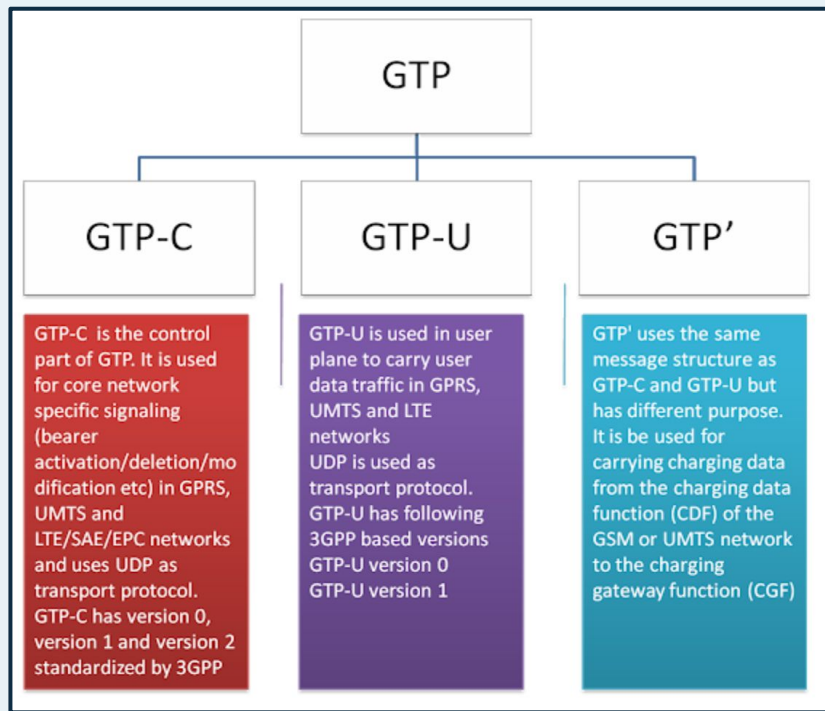 GTP
GTP-C
GTP-U
GTP’
GTP-C is the control
part of GTP. It is used
for core network
specific signaling
(bearer
activation/deletion/mo
dification etc) in GPRS,
UMTS and
LTE/SAE/EPC networks
and uses UDP as
transport protocol.
GTP-C has version 0,
version 1 and version 2
standardized by 3GPP
GTP-U is used in user
plane to carry user
data traffic in GPRS,
UMTS and LTE
networks
UDP is used as
transport protocol.
GTP-U has following
3GPP based versions
GTP-U version 0
GTP-U version 1
GTP' uses the same
message structure as
GTP-C and GTP-U but
has different purpose.
It is be used for
carrying charging data
from the charging data
function (CDF) of the
GSM or UMTS network
to the charging
gateway function (CGF)